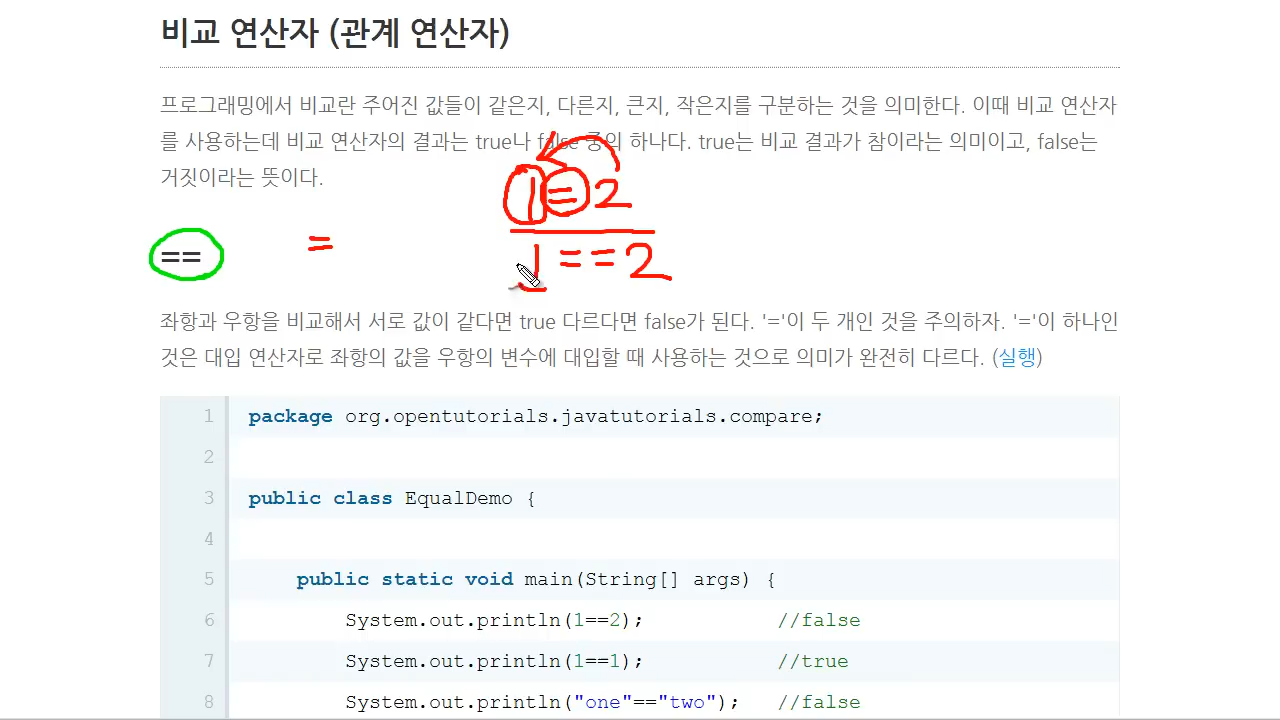 비교 연산자 (관계 연산자)
프로그래밍에서 비교란 주어진 값들이 같은지, 다른지, 큰지, 작은지를 구분하는 것을 의미한다. 이때 비교 연산자
를 사용하는데 비교 연산자의 결과는 true나 false 중의 하나다. true는 비교 결과가 참이라는 의미이고, false는
거짓이라는 뜻이다.
1=2
== =
1==2
좌항과 우항을 비교해서 서로 값이 같다면 true 다르다면 false가 된다. '='이 두 개인 것을 주의하자. '='이 하나인
것은 대입 연산자로 좌항의 값을 우항의 변수에 대입할 때 사용하는 것으로 의미가 완전히 다르다. (실행)
1 package org.opentutorials.javatutorials.compare;
2
3 public class EqualDemo {
4
5 public static void main(String[] args) {
6 System.out.println(1==2); //false
7 System.out.println(1==1); //true
8 System.out.println("one"=="two"); //false